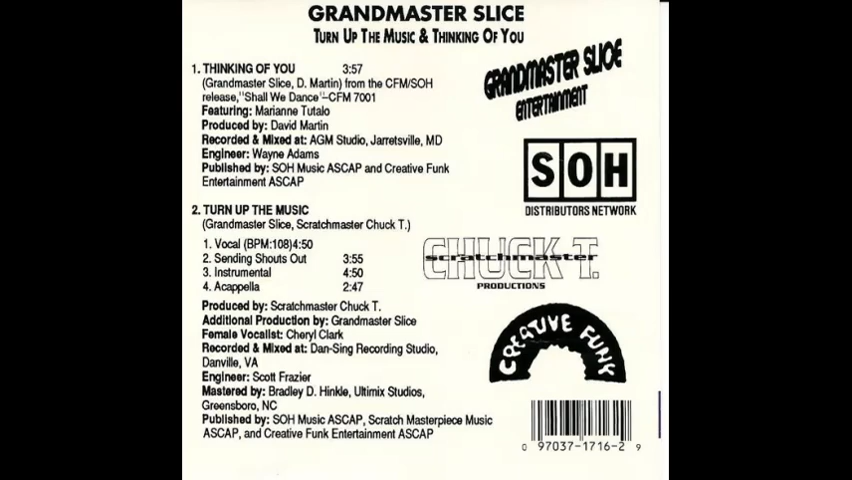 GRANDMASTER SLICE
TURN UP THE MUSIC & THINKING OF YOU
1. THINKING OF YOU 3:57
(Grandmaster Slice, D. Martin) from the CFM/SOH
release,"Shall We Dance"-CFM 7001
Featuring: Marianne Tutalo
Produced by: David Martin
Recorded & Mixed at: AGM Studio, Jarretsville, MD
Engineer: Wayne Adams
Published by: SOH Music ASCAP and Creative Funk
Entertainment ASCAP
2. TURN UP THE MUSIC
(Grandmaster Slice, Scratchmaster Chuck T.)
1. Vocal (BPM:108)4:50
2. Sending Shouts Out 3:55
3. Instrumental 4:50
4. Acappella 2:47
Produced by: Scratchmaster Chuck T.
Additional Production by: Grandmaster Slice
Female Vocalist: Cheryl Clark
Recorded & Mixed at: Dan-Sing Recording Studio,
Danville, VA
Engineer: Scott Frazier
Mastered by: Bradley D. Hinkle, Ultimix Studios,
Greensboro, NC
Published by: SOH Music ASCAP, Scratch Masterpiece Music
ASCAP, and Creative Funk Entertainment ASCAP
GRANDMASTER SLICE
ENTERTAINMENT
SOH
DISTRIBUTORS NETWORK
CHUCK T.
scratchmaster
PRODUCTIONS
CREATIVE FUNK
0 97037-1716-2 9